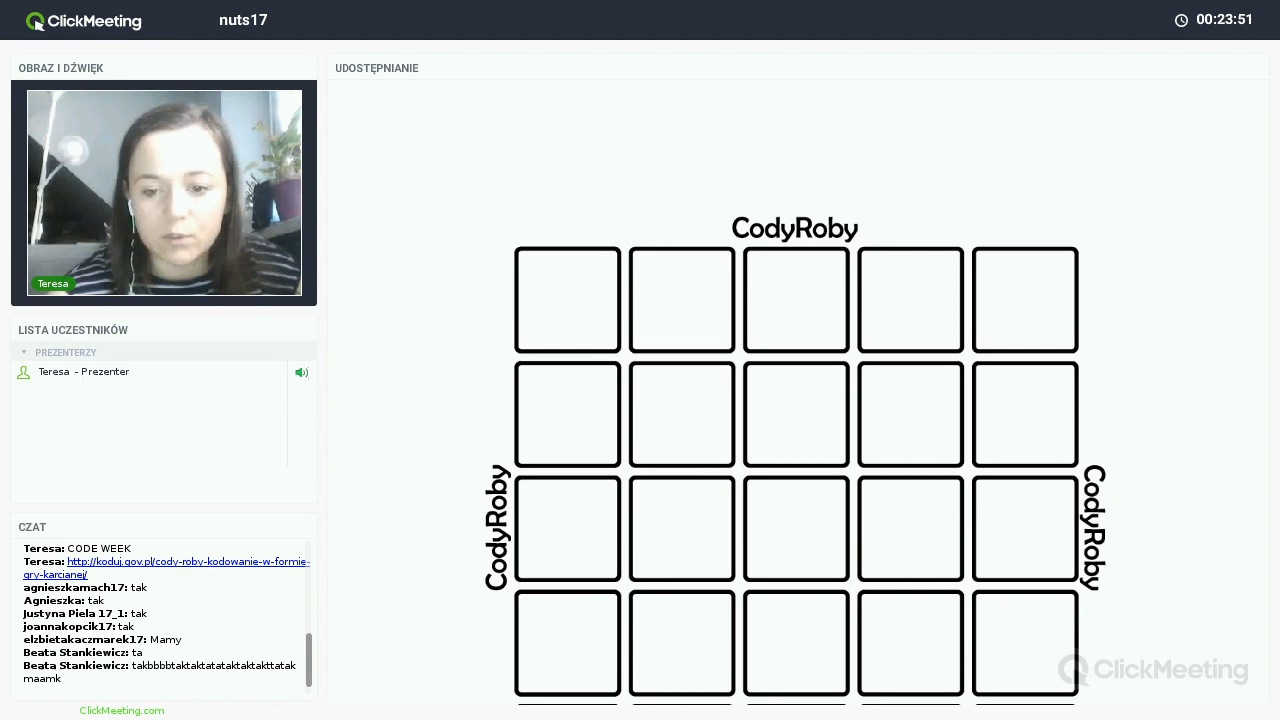 ClickMeeting
nuts17
00:23:51
OBRAZ I DŹWIĘK
Teresa
LISTA UCZESTNIKÓW
PREZENTERZY
Teresa - Prezenter
CZAT
Teresa: CODE WEEK
Teresa: http://koduj.gov.pl/cody-roby-kodowanie-w-formie-
gry-karcianej/
agnieszkamach17: tak
Agnieszka: tak
Justyna Piela 17_1: tak
joannakopcik17: tak
elzbietakaczmarek17: Mamy
Beata Stankiewicz: ta
Beata Stankiewicz: takbbbbtaktaktatataktaktakttatak
maamk
ClickMeeting.com
UDOSTĘPNIANIE
CodyRoby
CodyRoby
CodyRoby
ClickMeeting